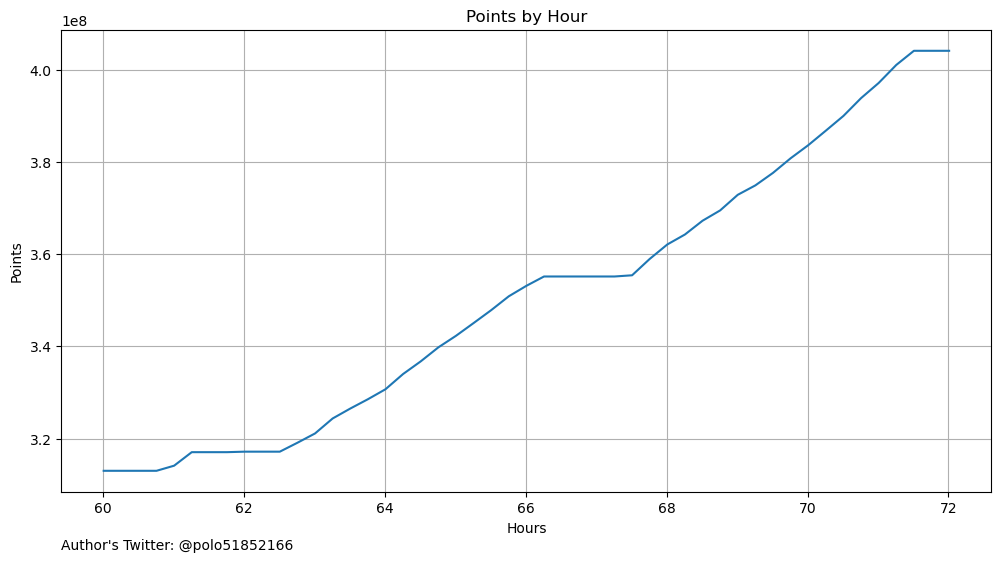 Points by Hour
1e8
4.0
3.8
3.6
3.4
3.2
Points
60 62 64 66 68 70 72
Hours
Author's Twitter: @polo51852166